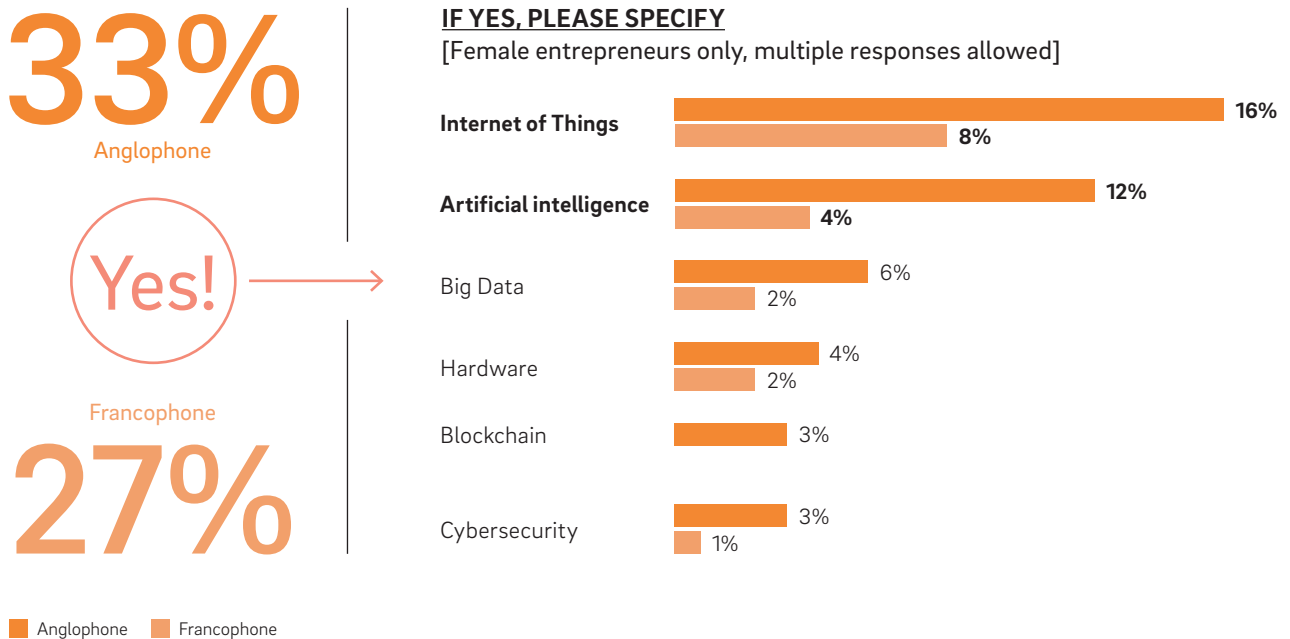 33%
Anglophone
Yes!
Francophone
27%
IF YES, PLEASE SPECIFY
[Female entrepreneurs only, multiple responses allowed]
Internet of Things
16%
8%
Artificial intelligence
12%
4%
Big Data
6%
2%
Hardware
4%
2%
Blockchain
3%
Cybersecurity
3%
1%
Anglophone
Francophone